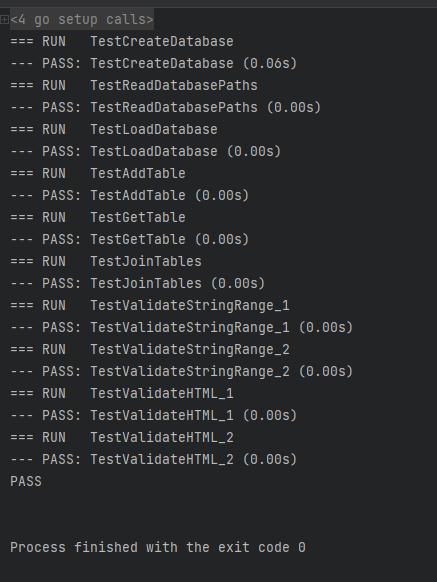 <4 go setup calls>
=== RUN   TestCreateDatabase
--- PASS: TestCreateDatabase (0.06s)
=== RUN   TestReadDatabasePaths
--- PASS: TestReadDatabasePaths (0.00s)
=== RUN   TestLoadDatabase
--- PASS: TestLoadDatabase (0.00s)
=== RUN   TestAddTable
--- PASS: TestAddTable (0.00s)
=== RUN   TestGetTable
--- PASS: TestGetTable (0.00s)
=== RUN   TestJoinTables
--- PASS: TestJoinTables (0.00s)
=== RUN   TestValidateStringRange_1
--- PASS: TestValidateStringRange_1 (0.00s)
=== RUN   TestValidateStringRange_2
--- PASS: TestValidateStringRange_2 (0.00s)
=== RUN   TestValidateHTML_1
--- PASS: TestValidateHTML_1 (0.00s)
=== RUN   TestValidateHTML_2
--- PASS: TestValidateHTML_2 (0.00s)
PASS
Process finished with the exit code 0